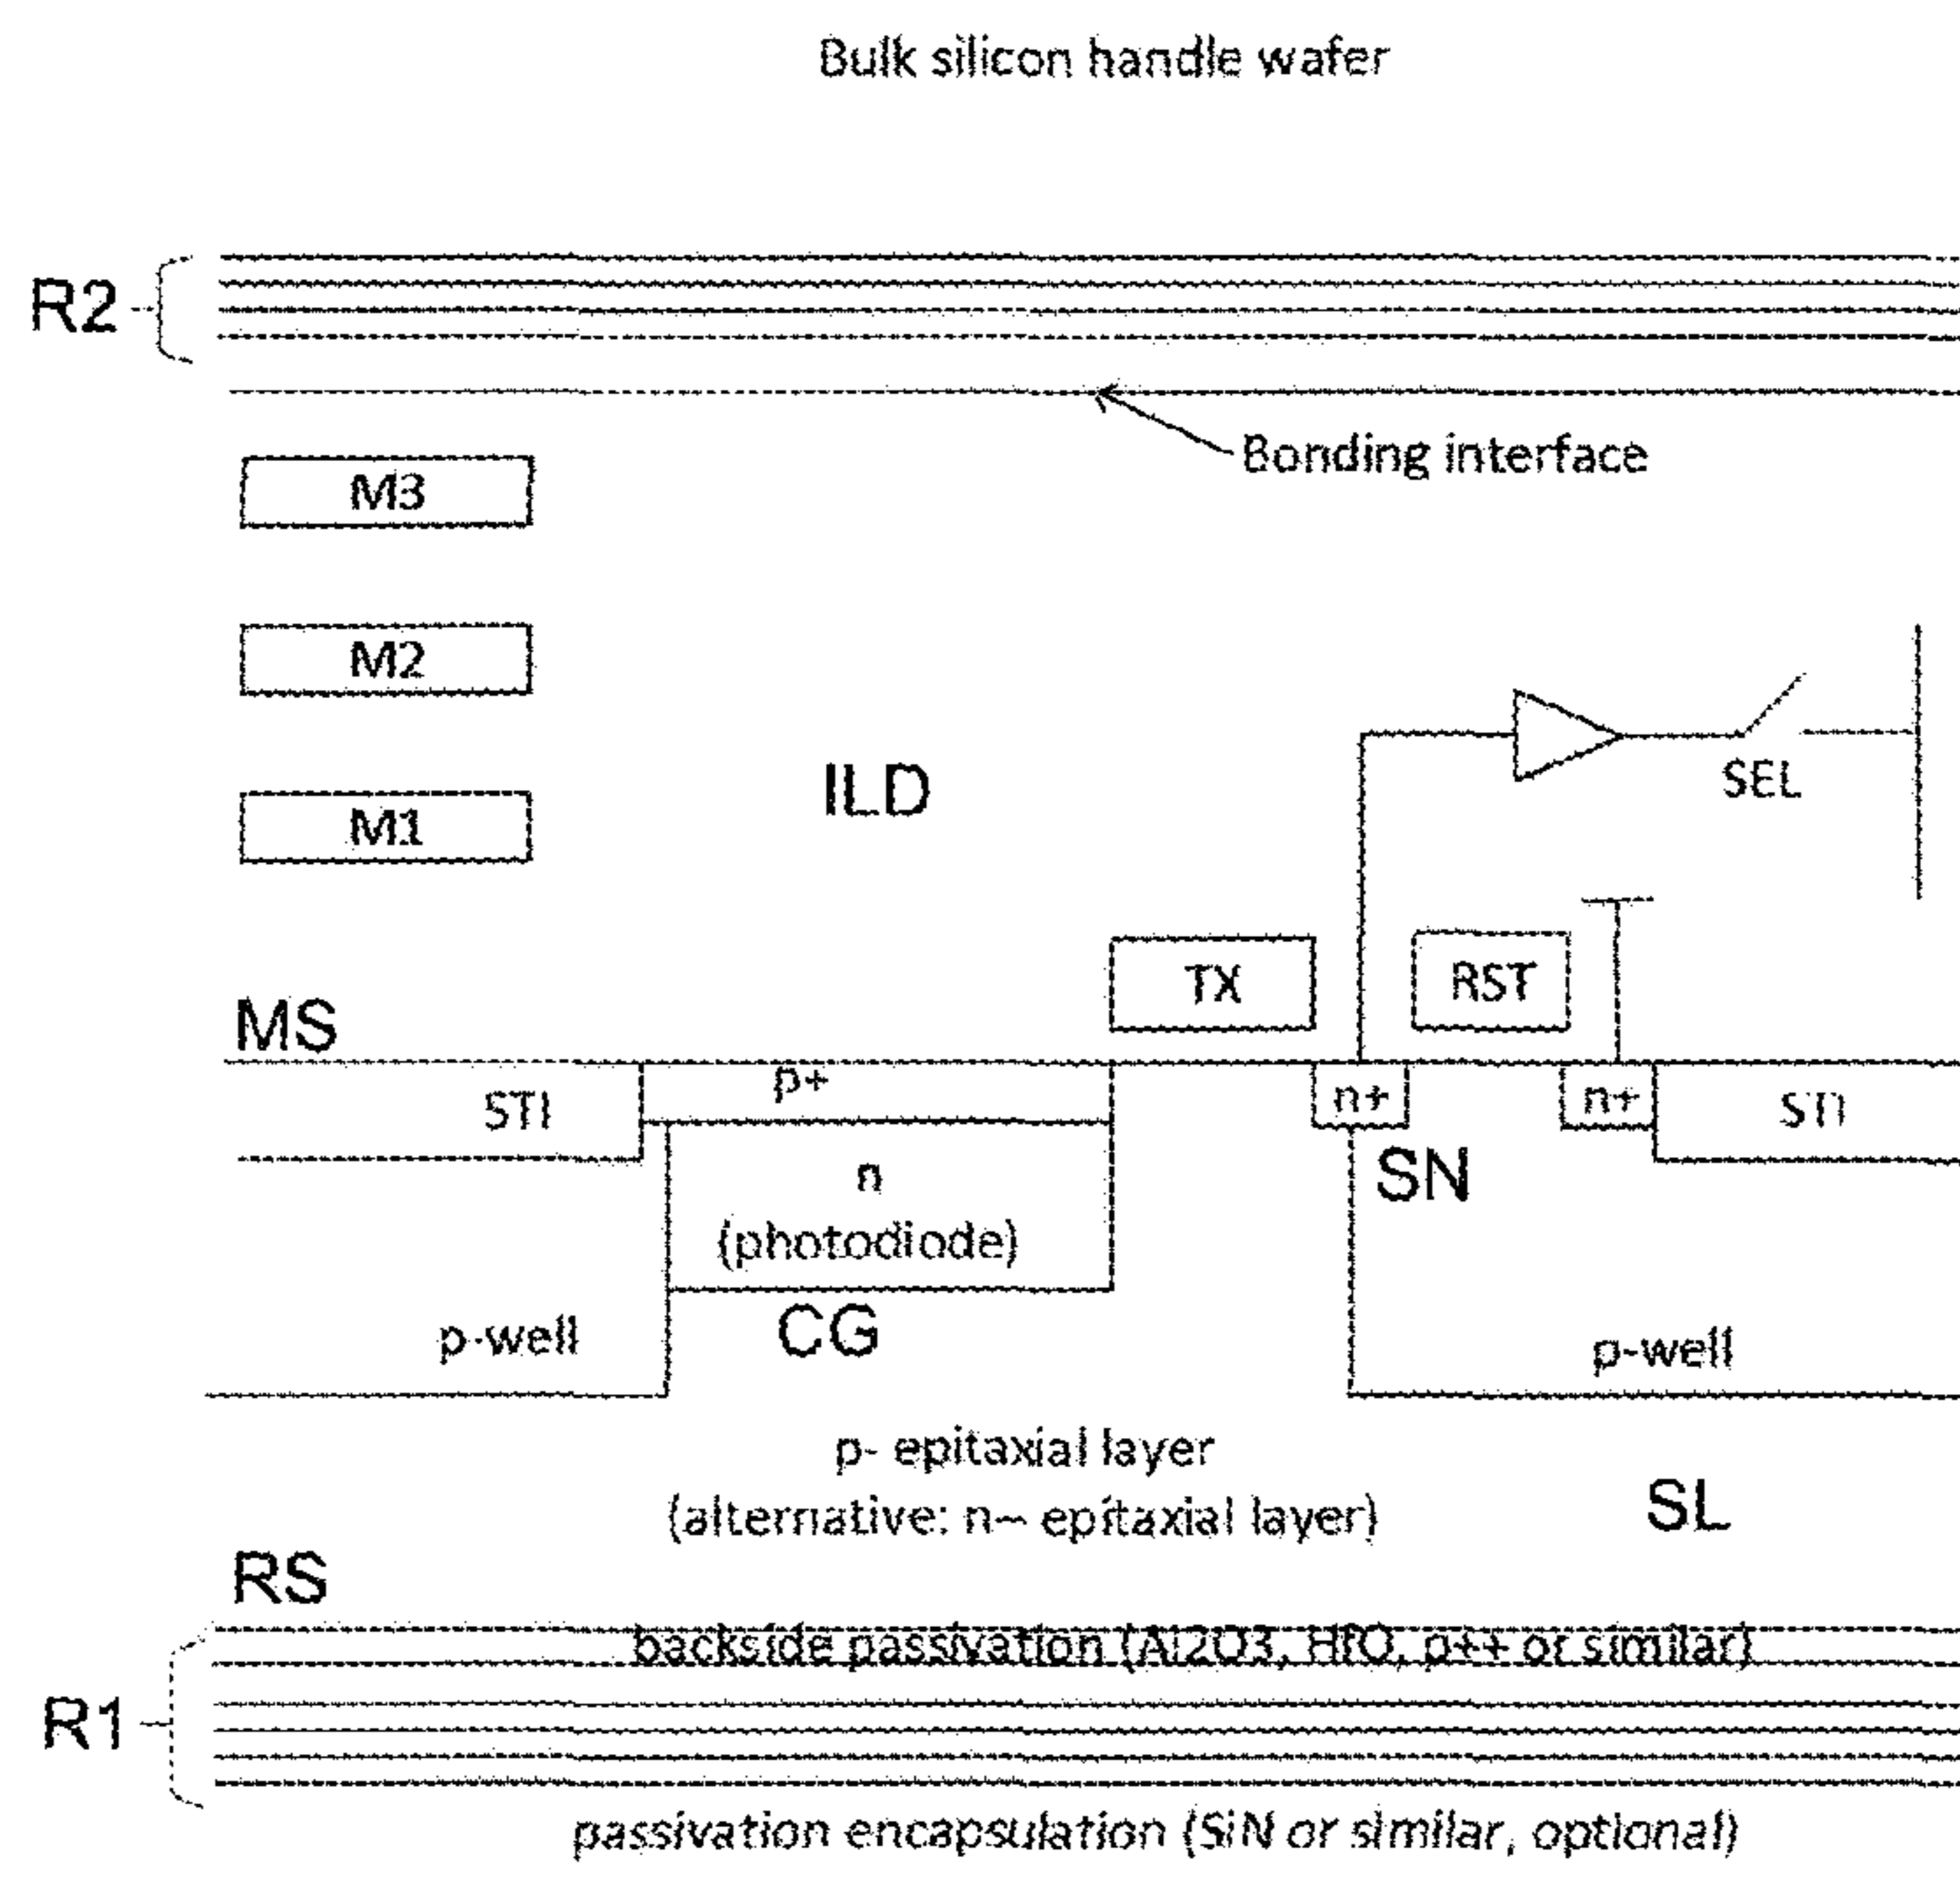 Bulk silicon handle wafer
R2
Bonding interface
M3
M2
SEL
ILD
M1
TX
RST
MS
p+
STI
n+
n+
STI
n
SN
(photodiode)
CG
p-well
p-well
p- epitaxial layer
(alternative: n-- epitaxial layer)
SL
RS
backside passivation (Al2O3, HfO, p++ or similar)
R1
passivation encapsulation (SiN or similar, optional)